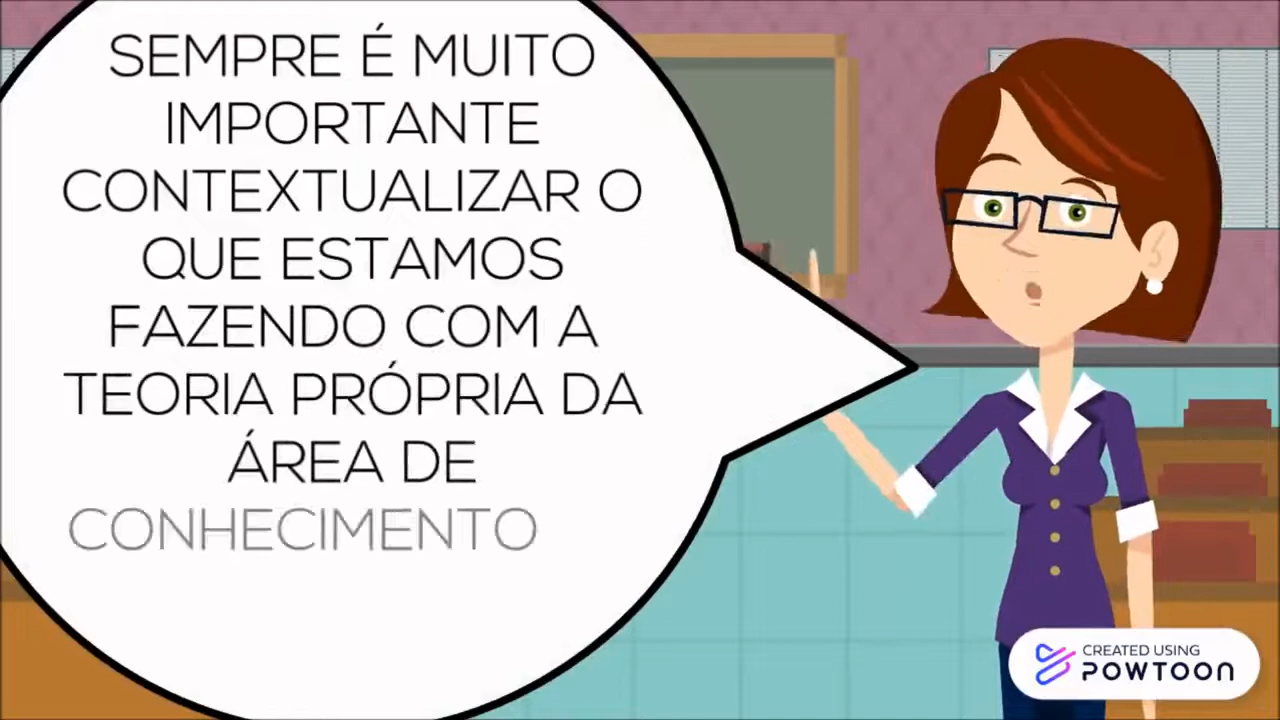 SEMPRE É MUITO
IMPORTANTE
CONTEXTUALIZAR O
QUE ESTAMOS
FAZENDO COM A
TEORIA PRÓPRIA DA
ÁREA DE
CONHECIMENTO
CREATED USING
POWTOON